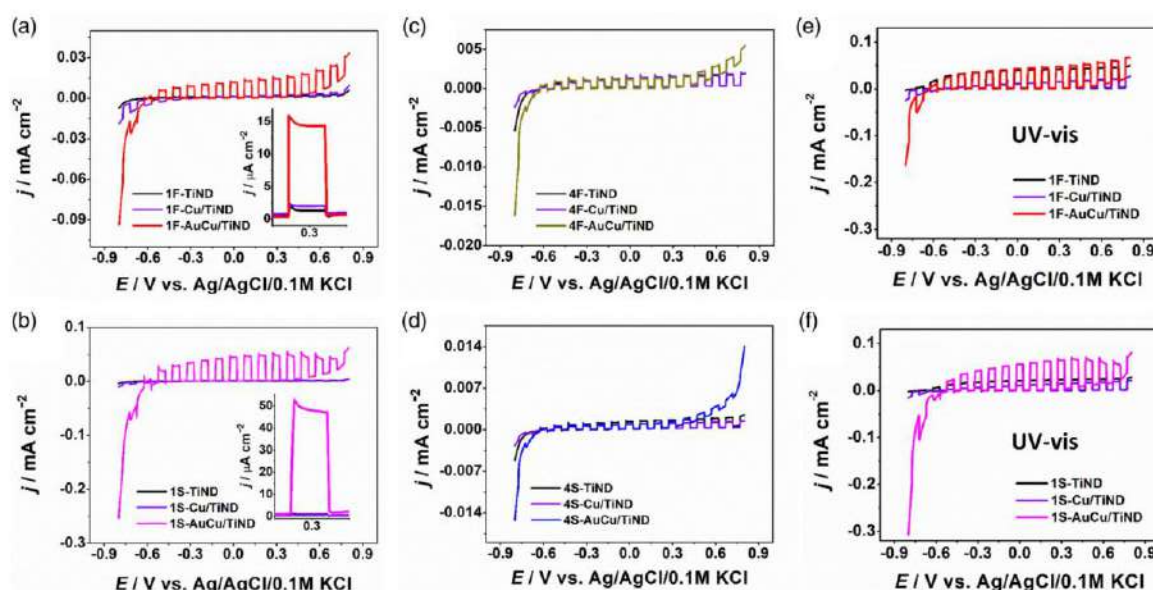 (a)
j / mA cm−2
0.03
0.00
-0.03
-0.06
-0.09
1F-TiND
1F-Cu/TiND
1F-AuCu/TiND
j / μA cm−2
15
10
5
0
0.3
-0.9 -0.6 -0.3 0.0 0.3 0.6 0.9
E / V vs. Ag/AgCl/0.1M KCl
(c)
j / mA cm−2
005
0.000
-0.005
-0.010
-0.015
-0.020
4F-TiND
4F-Cu/TiND
4F-AuCu/TiND
-0.9 -0.6 -0.3 0.0 0.3 0.6 0.9
E / V vs. Ag/AgCl/0.1M KCl
(e)
j / mA cm−2
0.1
0.0
-0.1
-0.2
-0.3
UV-vis
1F-TiND
1F-Cu/TiND
1F-AuCu/TiND
-0.9 -0.6 -0.3 0.0 0.3 0.6 0.9
E / V vs. Ag/AgCl/0.1M KCl
(b)
j / mA cm−2
0.1
0.0
-0.1
-0.2
-0.3
1S-TiND
1S-Cu/TiND
1S-AuCu/TiND
j / μA cm−2
50
40
30
20
10
0
0.3
-0.9 -0.6 -0.3 0.0 0.3 0.6 0.9
E / V vs. Ag/AgCl/0.1M KCl
(d)
j / mA cm−2
0.014
0.007
0.000
-0.007
-0.014
4S-TiND
4S-Cu/TiND
4S-AuCu/TiND
-0.9 -0.6 -0.3 0.0 0.3 0.6 0.9
E / V vs. Ag/AgCl/0.1M KCl
(f)
j / mA cm−2
0.1
0.0
-0.1
-0.2
-0.3
UV-vis
1S-TiND
1S-Cu/TiND
1S-AuCu/TiND
-0.9 -0.6 -0.3 0.0 0.3 0.6 0.9
E / V vs. Ag/AgCl/0.1M KCl